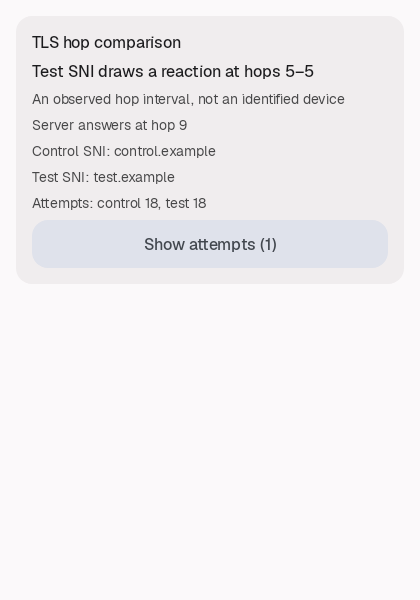 TLS hop comparison
Test SNI draws a reaction at hops 5–5
An observed hop interval, not an identified device
Server answers at hop 9
Control SNI: control.example
Test SNI: test.example
Attempts: control 18, test 18
Show attempts (1)